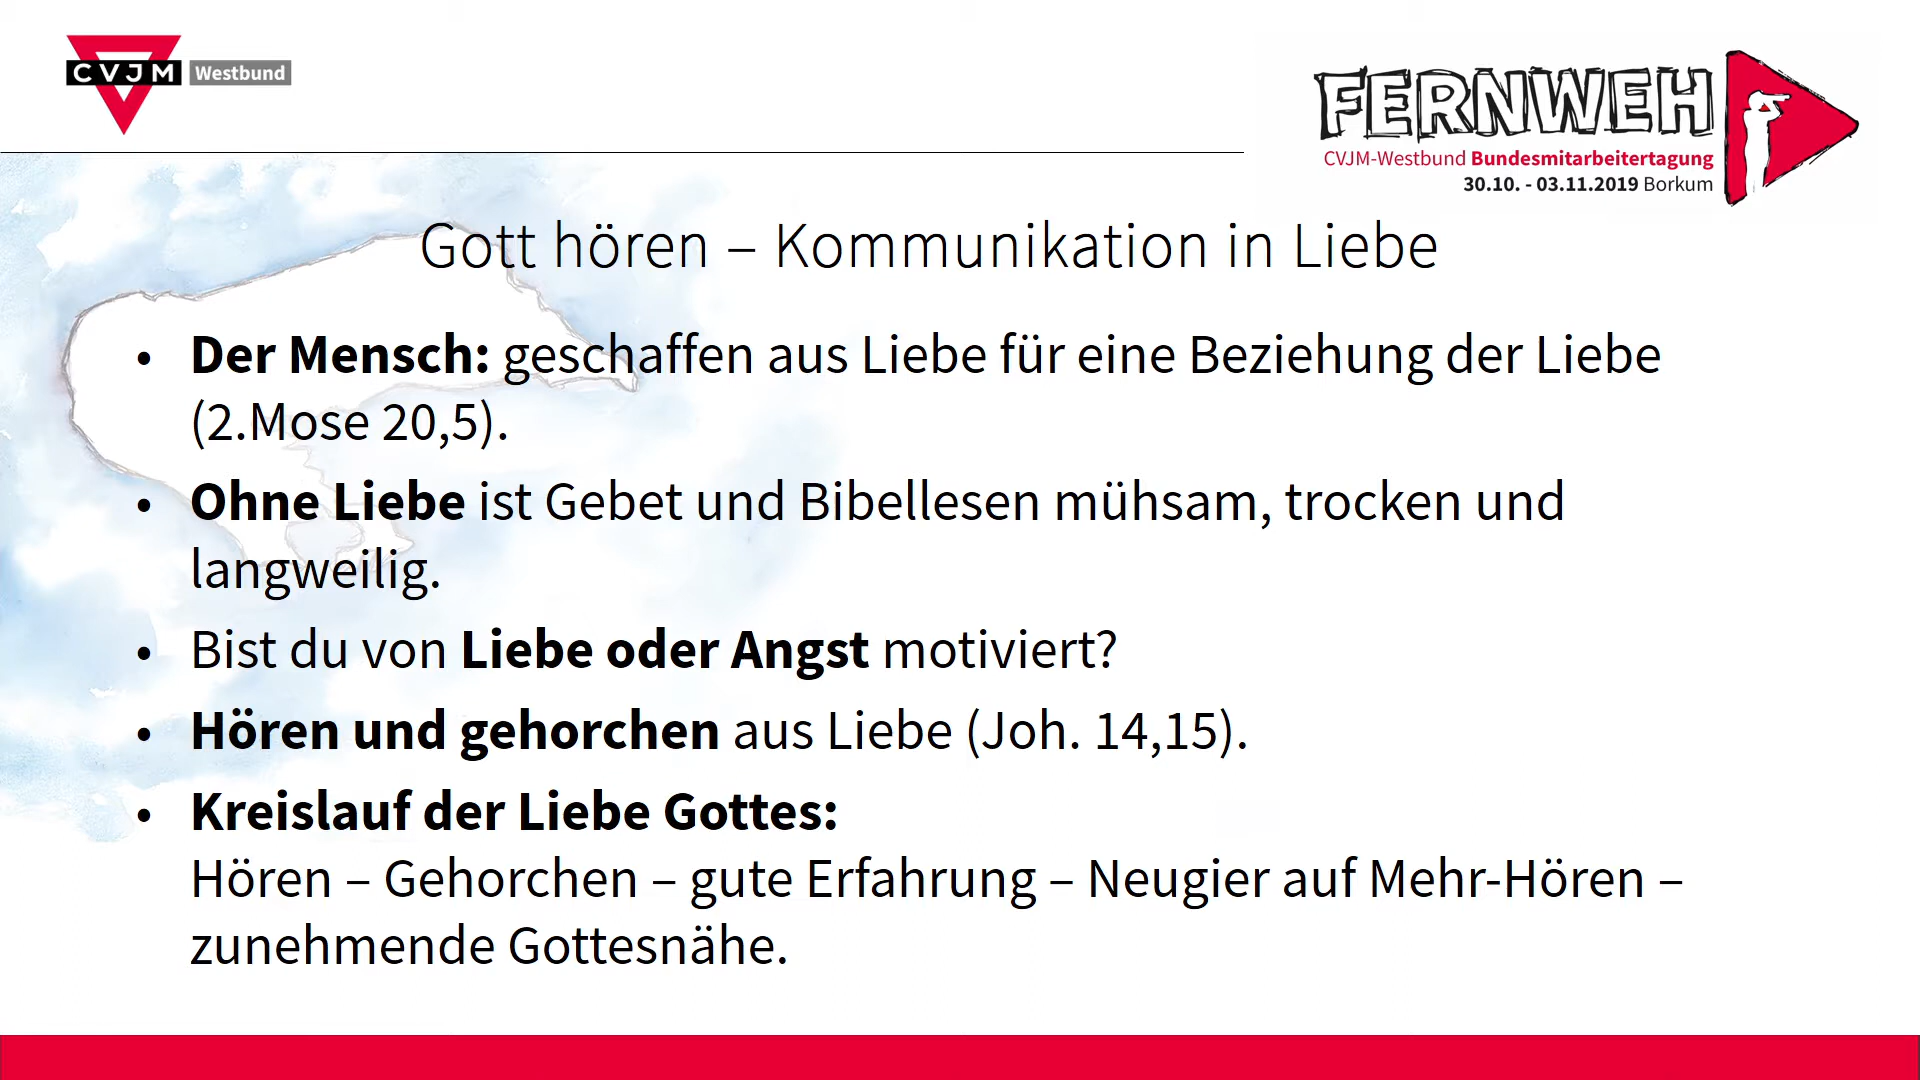 CVJM Westbund
FERNWEH
CVJM-Westbund Bundesmitarbeitertagung
30.10. - 03.11.2019 Borkum
Gott hören – Kommunikation in Liebe
• Der Mensch: geschaffen aus Liebe für eine Beziehung der Liebe
(2.Mose 20,5).
• Ohne Liebe ist Gebet und Bibellesen mühsam, trocken und
langweilig.
• Bist du von Liebe oder Angst motiviert?
• Hören und gehorchen aus Liebe (Joh. 14,15).
• Kreislauf der Liebe Gottes:
Hören – Gehorchen – gute Erfahrung – Neugier auf Mehr-Hören –
zunehmende Gottesnähe.